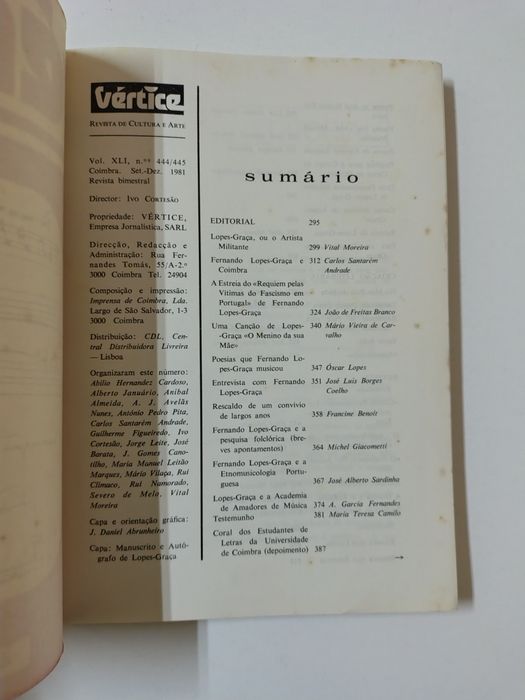 Vértice
REVISTA DE CULTURA E ARTE
Vol. XLI, n.ºs 444/445
Coimbra. Set.-Dez. 1981
Revista bimestral
Director: IVO CORTESÃO
Propriedade: VÉRTICE,
Empresa Jornalística, SARL
Direcção, Redacção e
Administração: Rua Fer-
nandes Tomás, 55/A-2.º
3000 Coimbra Tel. 24904
Composição e impressão:
Imprensa de Coimbra, Lda.
Largo de São Salvador, 1-3
3000 Coimbra
Distribuição: CDL, Cen-
tral Distribuidora Livreira
— Lisboa
Organizaram este número:
Abílio Hernandez Cardoso,
Alberto Januário, Aníbal
Almeida, A. J. Avelãs
Nunes, António Pedro Pita,
Carlos Santarém Andrade,
Guilherme Figueiredo, Ivo
Cortesão, Jorge Leite, José
Barata, J. Gomes Cano-
tilho, Maria Manuel Leitão
Marques, Mário Vilaça, Rui
Clímaco, Rui Namorado,
Severo de Melo, Vital
Moreira
Capa e orientação gráfica:
J. Daniel Abrunheiro
Capa: Manuscrito e Autó-
grafo de Lopes-Graça
sumário
EDITORIAL 295
Lopes-Graça, ou o Artista
Militante 299 Vital Moreira
Fernando Lopes-Graça e 312 Carlos Santarém
Coimbra Andrade
A Estreia do «Requiem pelas
Vítimas do Fascismo em
Portugal» de Fernando
Lopes-Graça 324 João de Freitas Branco
Uma Canção de Lopes- 340 Mário Vieira de Car-
-Graça «O Menino da sua valho
Mãe»
Poesias que Fernando Lo-
pes-Graça musicou 347 Óscar Lopes
Entrevista com Fernando 351 José Luís Borges
Lopes-Graça Coelho
Rescaldo de um convívio
de largos anos 358 Francine Benoit
Fernando Lopes-Graça e a
pesquisa folclórica (bre-
ves apontamentos) 364 Michel Giacometti
Fernando Lopes-Graça e a
Etnomusicologia Portu-
guesa 367 José Alberto Sardinha
Lopes-Graça e a Academia
de Amadores de Música 374 A. Garcia Fernandes
Testemunho 381 Maria Teresa Camilo
Coral dos Estudantes de
Letras da Universidade
de Coimbra (depoimento) 387
→